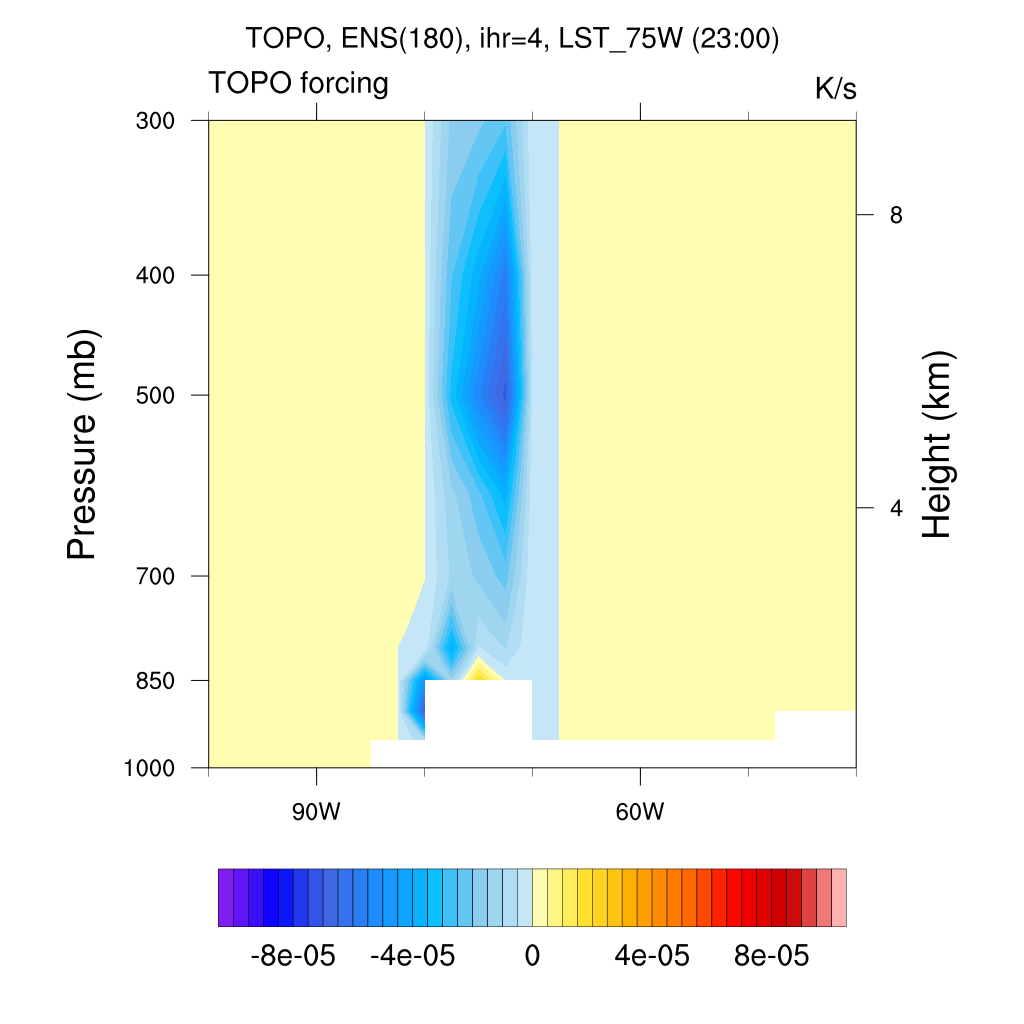 TOPO, ENS(180), ihr=4, LST_75W (23:00)
TOPO forcing
K/s
300
400
500
700
850
1000
Pressure (mb)
8
4
Height (km)
90W
60W
-8e-05
-4e-05
0
4e-05
8e-05